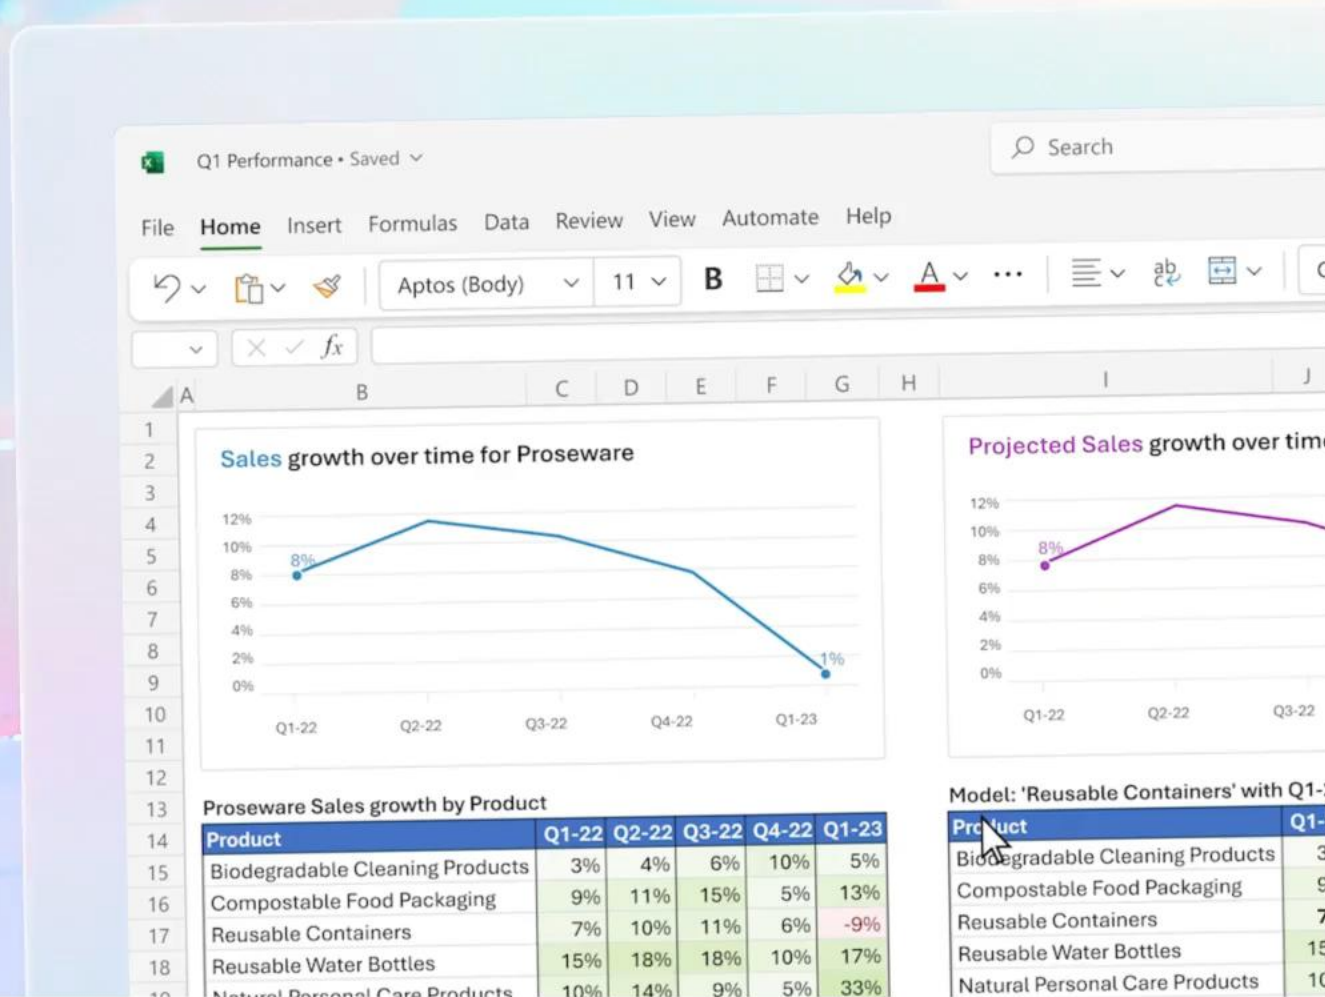 Q1 Performance • Saved
Search
File Home Insert Formulas Data Review View Automate Help
Aptos (Body) 11 B A ... ab c
fx
A B C D E F G H I J
1
2
3
4
5
6
7
8
9
10
11
12
13
14
15
16
17
18
Sales growth over time for Proseware
12%
10%
8%
6%
4%
2%
0%
8%
1%
Q1-22 Q2-22 Q3-22 Q4-22 Q1-23
Projected Sales growth over
12%
10%
8%
6%
4%
2%
0%
8%
Q1-22 Q2-22 Q3-22
Proseware Sales growth by Product
Product Q1-22 Q2-22 Q3-22 Q4-22 Q1-23
Biodegradable Cleaning Products 3% 4% 6% 10% 5%
Compostable Food Packaging 9% 11% 15% 5% 13%
Reusable Containers 7% 10% 11% 6% -9%
Reusable Water Bottles 15% 18% 18% 10% 17%
Natural Personal Care Products 10% 14% 9% 5% 33%
Model: 'Reusable Containers' with
Product
Biodegradable Cleaning Products
Compostable Food Packaging
Reusable Containers
Reusable Water Bottles
Natural Personal Care Products